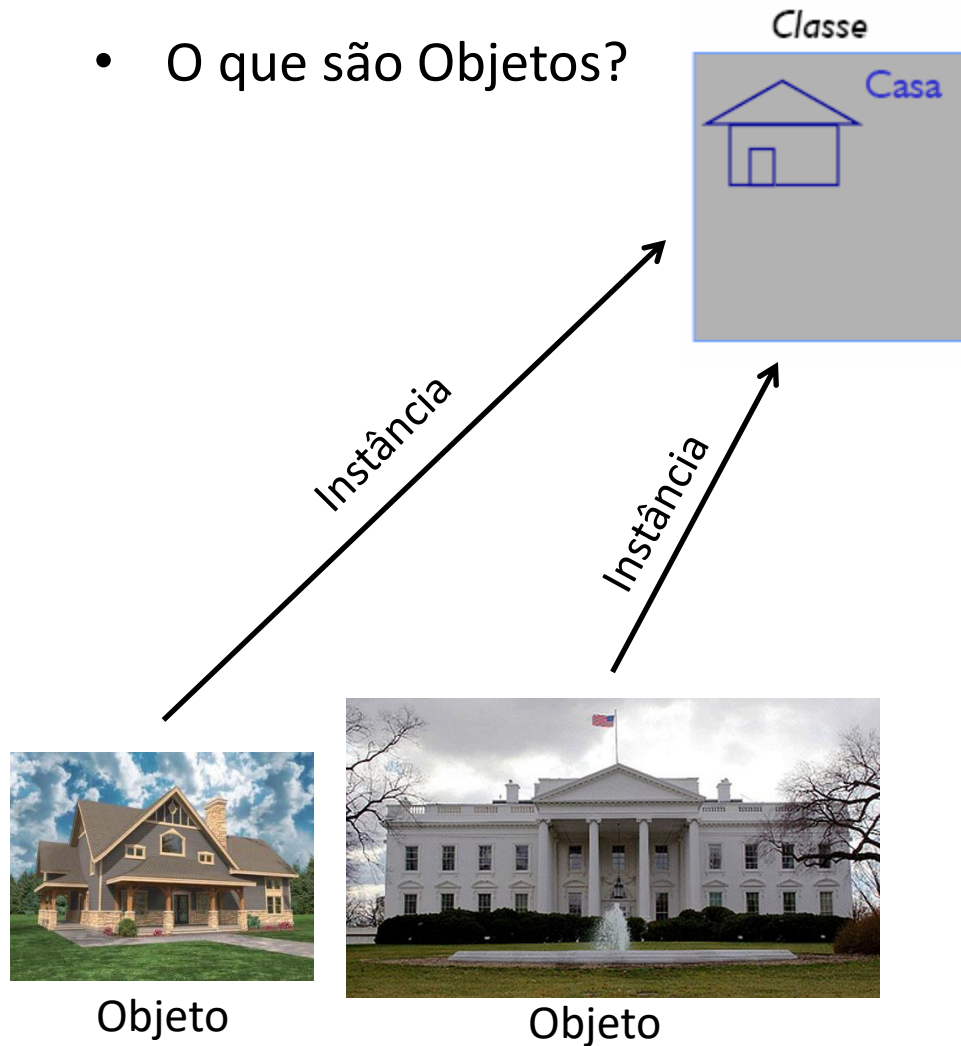 • O que são Objetos?
Classe
Casa
Instância
Instância
Objeto
Objeto